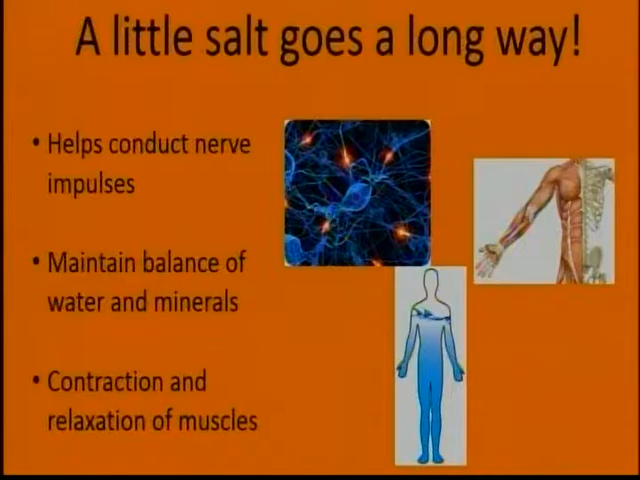 A little salt goes a long way!
• Helps conduct nerve
impulses
• Maintain balance of
water and minerals
• Contraction and
relaxation of muscles